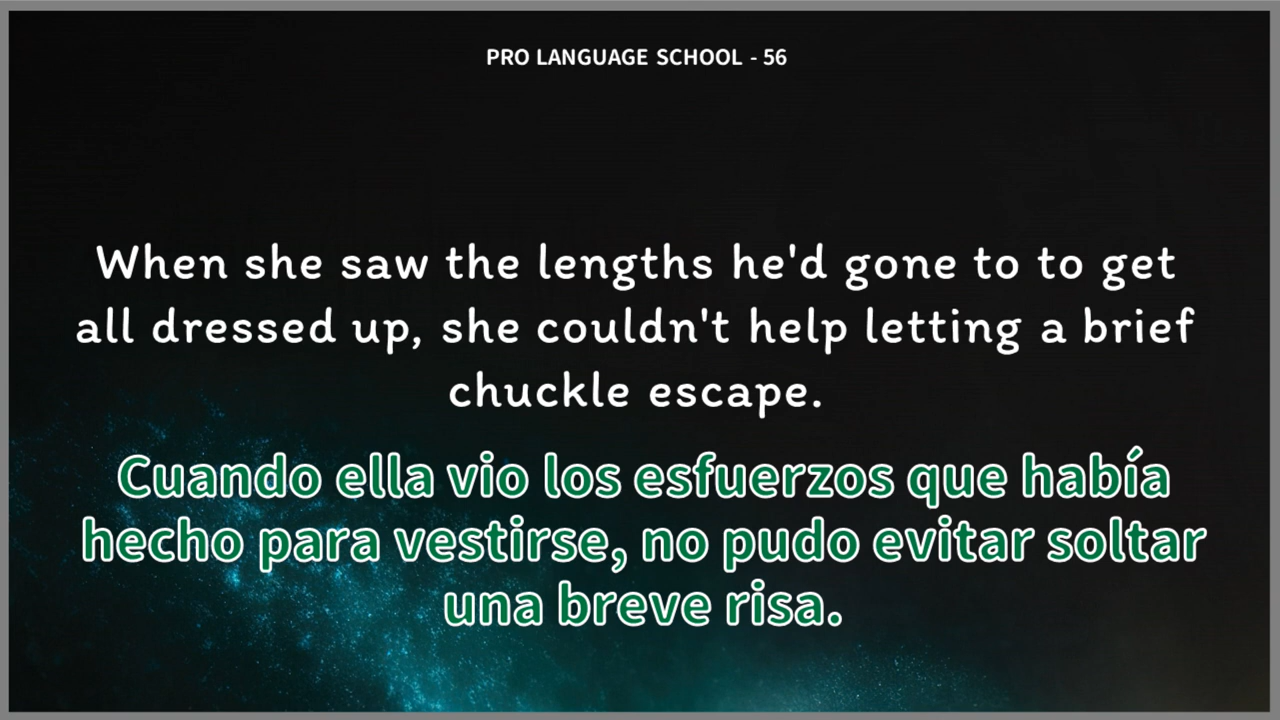 PRO LANGUAGE SCHOOL - 56
When she saw the lengths he'd gone to to get
all dressed up, she couldn't help letting a brief
chuckle escape.
Cuando ella vio los esfuerzos que había
hecho para vestirse, no pudo evitar soltar
una breve risa.